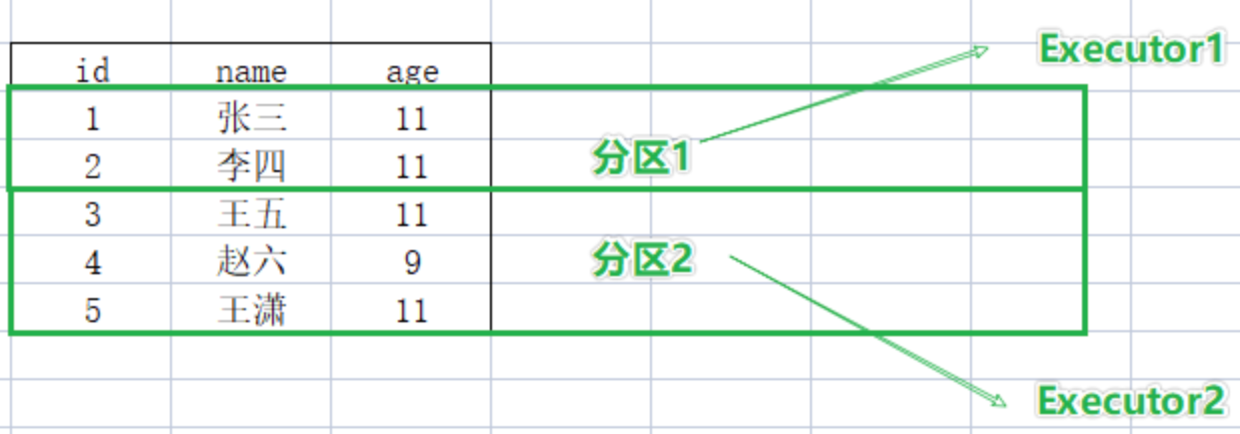 Executor1
id name age
1 张三 11
2 李四 11
分区1
3 王五 11
4 赵六 9
分区2
5 王潇 11
Executor2